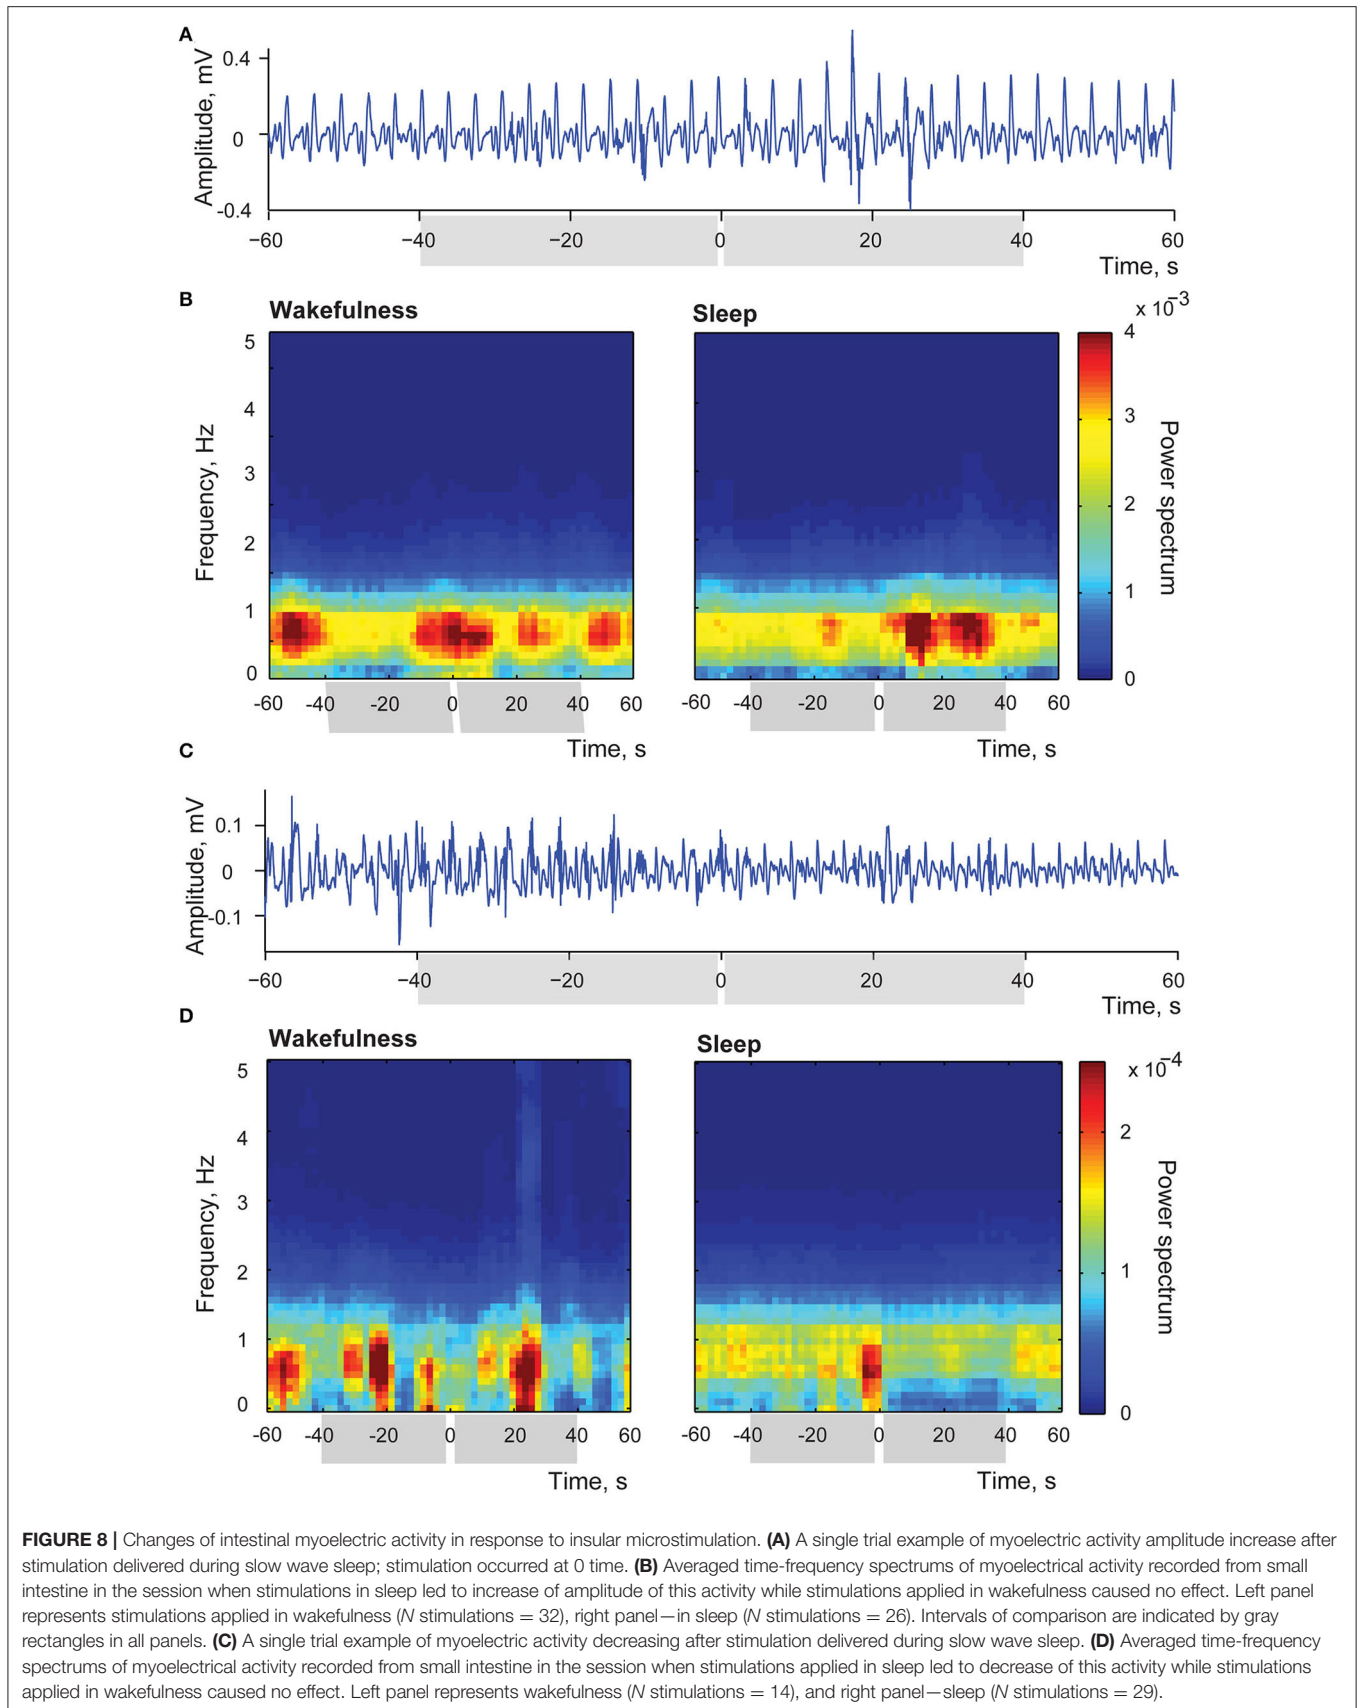 A
Amplitude, mV
0.4
0
-0.4
−60
−40
−20
0
20
40
60
Time, s
B
Wakefulness
Sleep
x 10-3
Frequency, Hz
5
4
3
2
1
0
4
3
2
1
0
Power spectrum
-60 -40 -20 0 20 40 60
-60 -40 -20 0 20 40 60
Time, s
Time, s
C
Amplitude, mV
0.1
0
-0.1
−60
−40
−20
0
20
40
60
Time, s
D
Wakefulness
Sleep
x 10-4
Frequency, Hz
5
4
3
2
1
0
2
1
0
Power spectrum
-60 -40 -20 0 20 40 60
-60 -40 -20 0 20 40 60
Time, s
Time, s
FIGURE 8 | Changes of intestinal myoelectric activity in response to insular microstimulation. (A) A single trial example of myoelectric activity amplitude increase after
stimulation delivered during slow wave sleep; stimulation occurred at 0 time. (B) Averaged time-frequency spectrums of myoelectrical activity recorded from small
intestine in the session when stimulations in sleep led to increase of amplitude of this activity while stimulations applied in wakefulness caused no effect. Left panel
represents stimulations applied in wakefulness (N stimulations = 32), right panel—in sleep (N stimulations = 26). Intervals of comparison are indicated by gray
rectangles in all panels. (C) A single trial example of myoelectric activity decreasing after stimulation delivered during slow wave sleep. (D) Averaged time-frequency
spectrums of myoelectrical activity recorded from small intestine in the session when stimulations applied in sleep led to decrease of this activity while stimulations
applied in wakefulness caused no effect. Left panel represents wakefulness (N stimulations = 14), and right panel—sleep (N stimulations = 29).